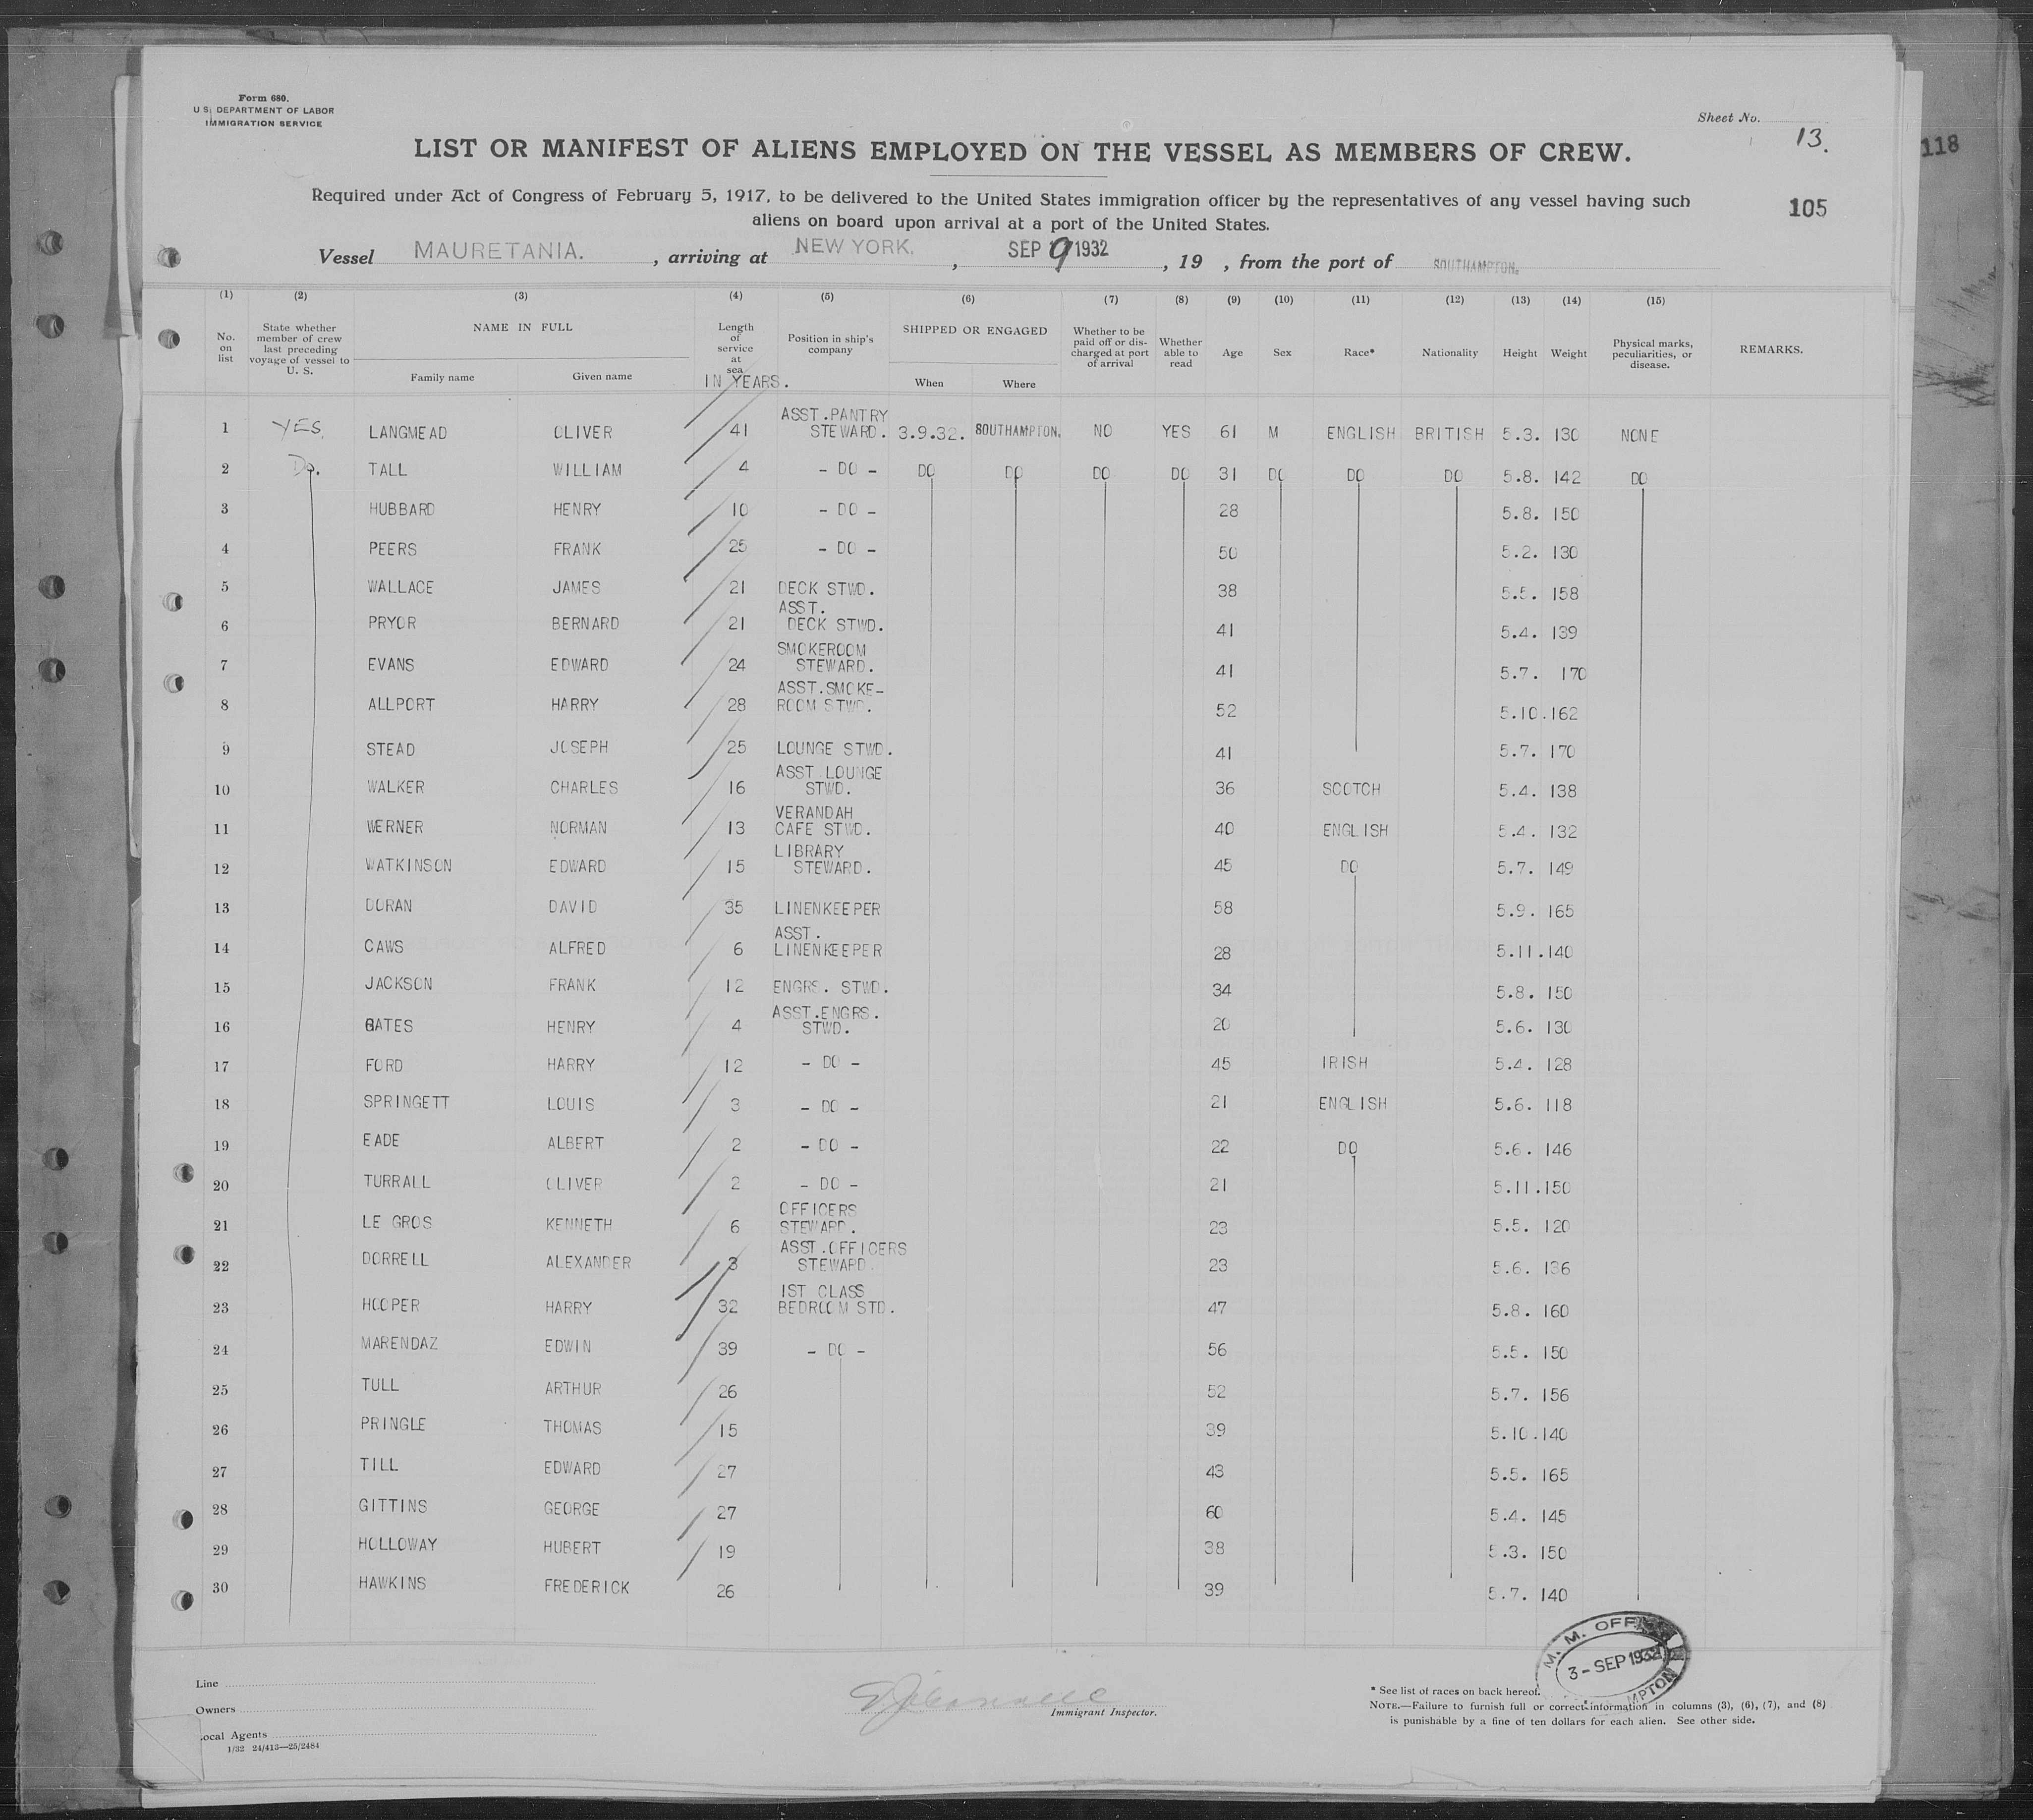 Form 680.
U S. DEPARTMENT OF LABOR
IMMIGRATION SERVICE
Sheet No.
13.
118
LIST OR MANIFEST OF ALIENS EMPLOYED ON THE VESSEL AS MEMBERS OF CREW.
Required under Act of Congress of February 5, 1917, to be delivered to the United States immigration officer by the representatives of any vessel having such
aliens on board upon arrival at a port of the United States.
105
Vessel MAURETANIA. , arriving at NEW YORK. , SEP 9 1932 , 19 , from the port of SOUTHAMPTON.
(1) (2) (3) (4) (5) (6) (7) (8) (9) (10) (11) (12) (13) (14) (15)
No. on list State whether member of crew last preceding voyage of vessel to U. S. NAME IN FULL Family name Given name Length of service at sea IN YEARS. Position in ship's company SHIPPED OR ENGAGED When Where Whether to be paid off or dis-charged at port of arrival Whether able to read Age Sex Race* Nationality Height Weight Physical marks, peculiarities, or disease. REMARKS.
1 YES. LANGMEAD OLIVER 41 ASST.PANTRY STEWARD. 3.9.32. SOUTHAMPTON. NO YES 61 M ENGLISH BRITISH 5.3. 130 NONE
2 Do. TALL WILLIAM 4 - DO - DO DO DO DO 31 DO DO DO 5.8. 142 DO
3 HUBBARD HENRY 10 - DO - 28 5.8. 150
4 PEERS FRANK 25 - DO - 50 5.2. 130
5 WALLACE JAMES 21 DECK STWD. 38 5.5. 158
6 PRYOR BERNARD 21 ASST. DECK STWD. 41 5.4. 139
7 EVANS EDWARD 24 SMOKEROOM STEWARD. 41 5.7. 170
8 ALLPORT HARRY 28 ASST.SMOKE-ROOM STWD. 52 5.10.162
9 STEAD JOSEPH 25 LOUNGE STWD. 41 5.7. 170
10 WALKER CHARLES 16 ASST LOUNGE STWD. 36 SCOTCH 5.4. 138
11 WERNER NORMAN 13 VERANDAH CAFE STWD. 40 ENGLISH 5.4. 132
12 WATKINSON EDWARD 15 LIBRARY STEWARD. 45 DO 5.7. 149
13 DORAN DAVID 35 LINENKEEPER 58 5.9. 165
14 CAWS ALFRED 6 ASST. LINENKEEPER 28 5.11.140
15 JACKSON FRANK 12 ENGRS. STWD. 34 5.8. 150
16 GATES HENRY 4 ASST.ENGRS. STWD. 20 5.6. 130
17 FORD HARRY 12 - DO - 45 IRISH 5.4. 128
18 SPRINGETT LOUIS 3 - DO - 21 ENGLISH 5.6. 118
19 EADE ALBERT 2 - DO - 22 DO 5.6. 146
20 TURRALL OLIVER 2 - DO - 21 5.11.150
21 LE GROS KENNETH 6 OFFICERS STEWARD. 23 5.5. 120
22 DORRELL ALEXANDER 3 ASST.OFFICERS STEWARD. 23 5.6. 136
23 HOOPER HARRY 32 1ST CLASS BEDROOM STD. 47 5.8. 160
24 MARENDAZ EDWIN 39 - DO - 56 5.5. 150
25 TULL ARTHUR 26 52 5.7. 156
26 PRINGLE THOMAS 15 39 5.10.140
27 TILL EDWARD 27 43 5.5. 165
28 GITTINS GEORGE 27 60 5.4. 145
29 HOLLOWAY HUBERT 19 38 5.3. 150
30 HAWKINS FREDERICK 26 39 5.7. 140
M. M. OFF
3-SEP 1932
MPTON
Line
Owners
Local Agents
1/32 24/413—25/2484
Immigrant Inspector.
* See list of races on back hereof.
NOTE.—Failure to furnish full or correct information in columns (3), (6), (7), and (8)
is punishable by a fine of ten dollars for each alien. See other side.